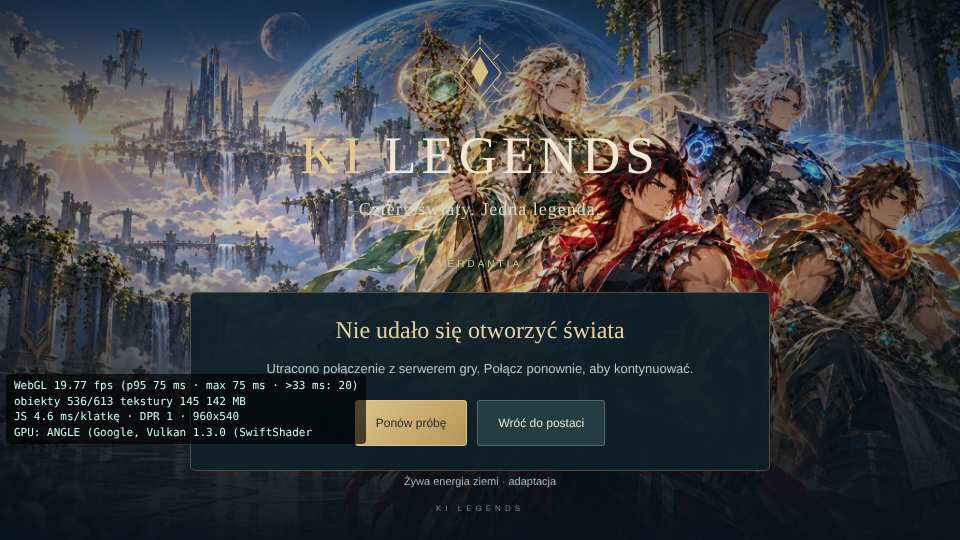 KI LEGENDS
Cztery światy. Jedna legenda.
VERDANTIA
Nie udało się otworzyć świata
Utracono połączenie z serwerem gry. Połącz ponownie, aby kontynuować.
WebGL 19.77 fps (p95 75 ms · max 75 ms · >33 ms: 20)
obiekty 536/613 tekstury 145 142 MB
JS 4.6 ms/klatkę · DPR 1 · 960x540
GPU: ANGLE (Google, Vulkan 1.3.0 (SwiftShader
Ponów próbę
Wróć do postaci
Żywa energia ziemi · adaptacja
KI LEGENDS